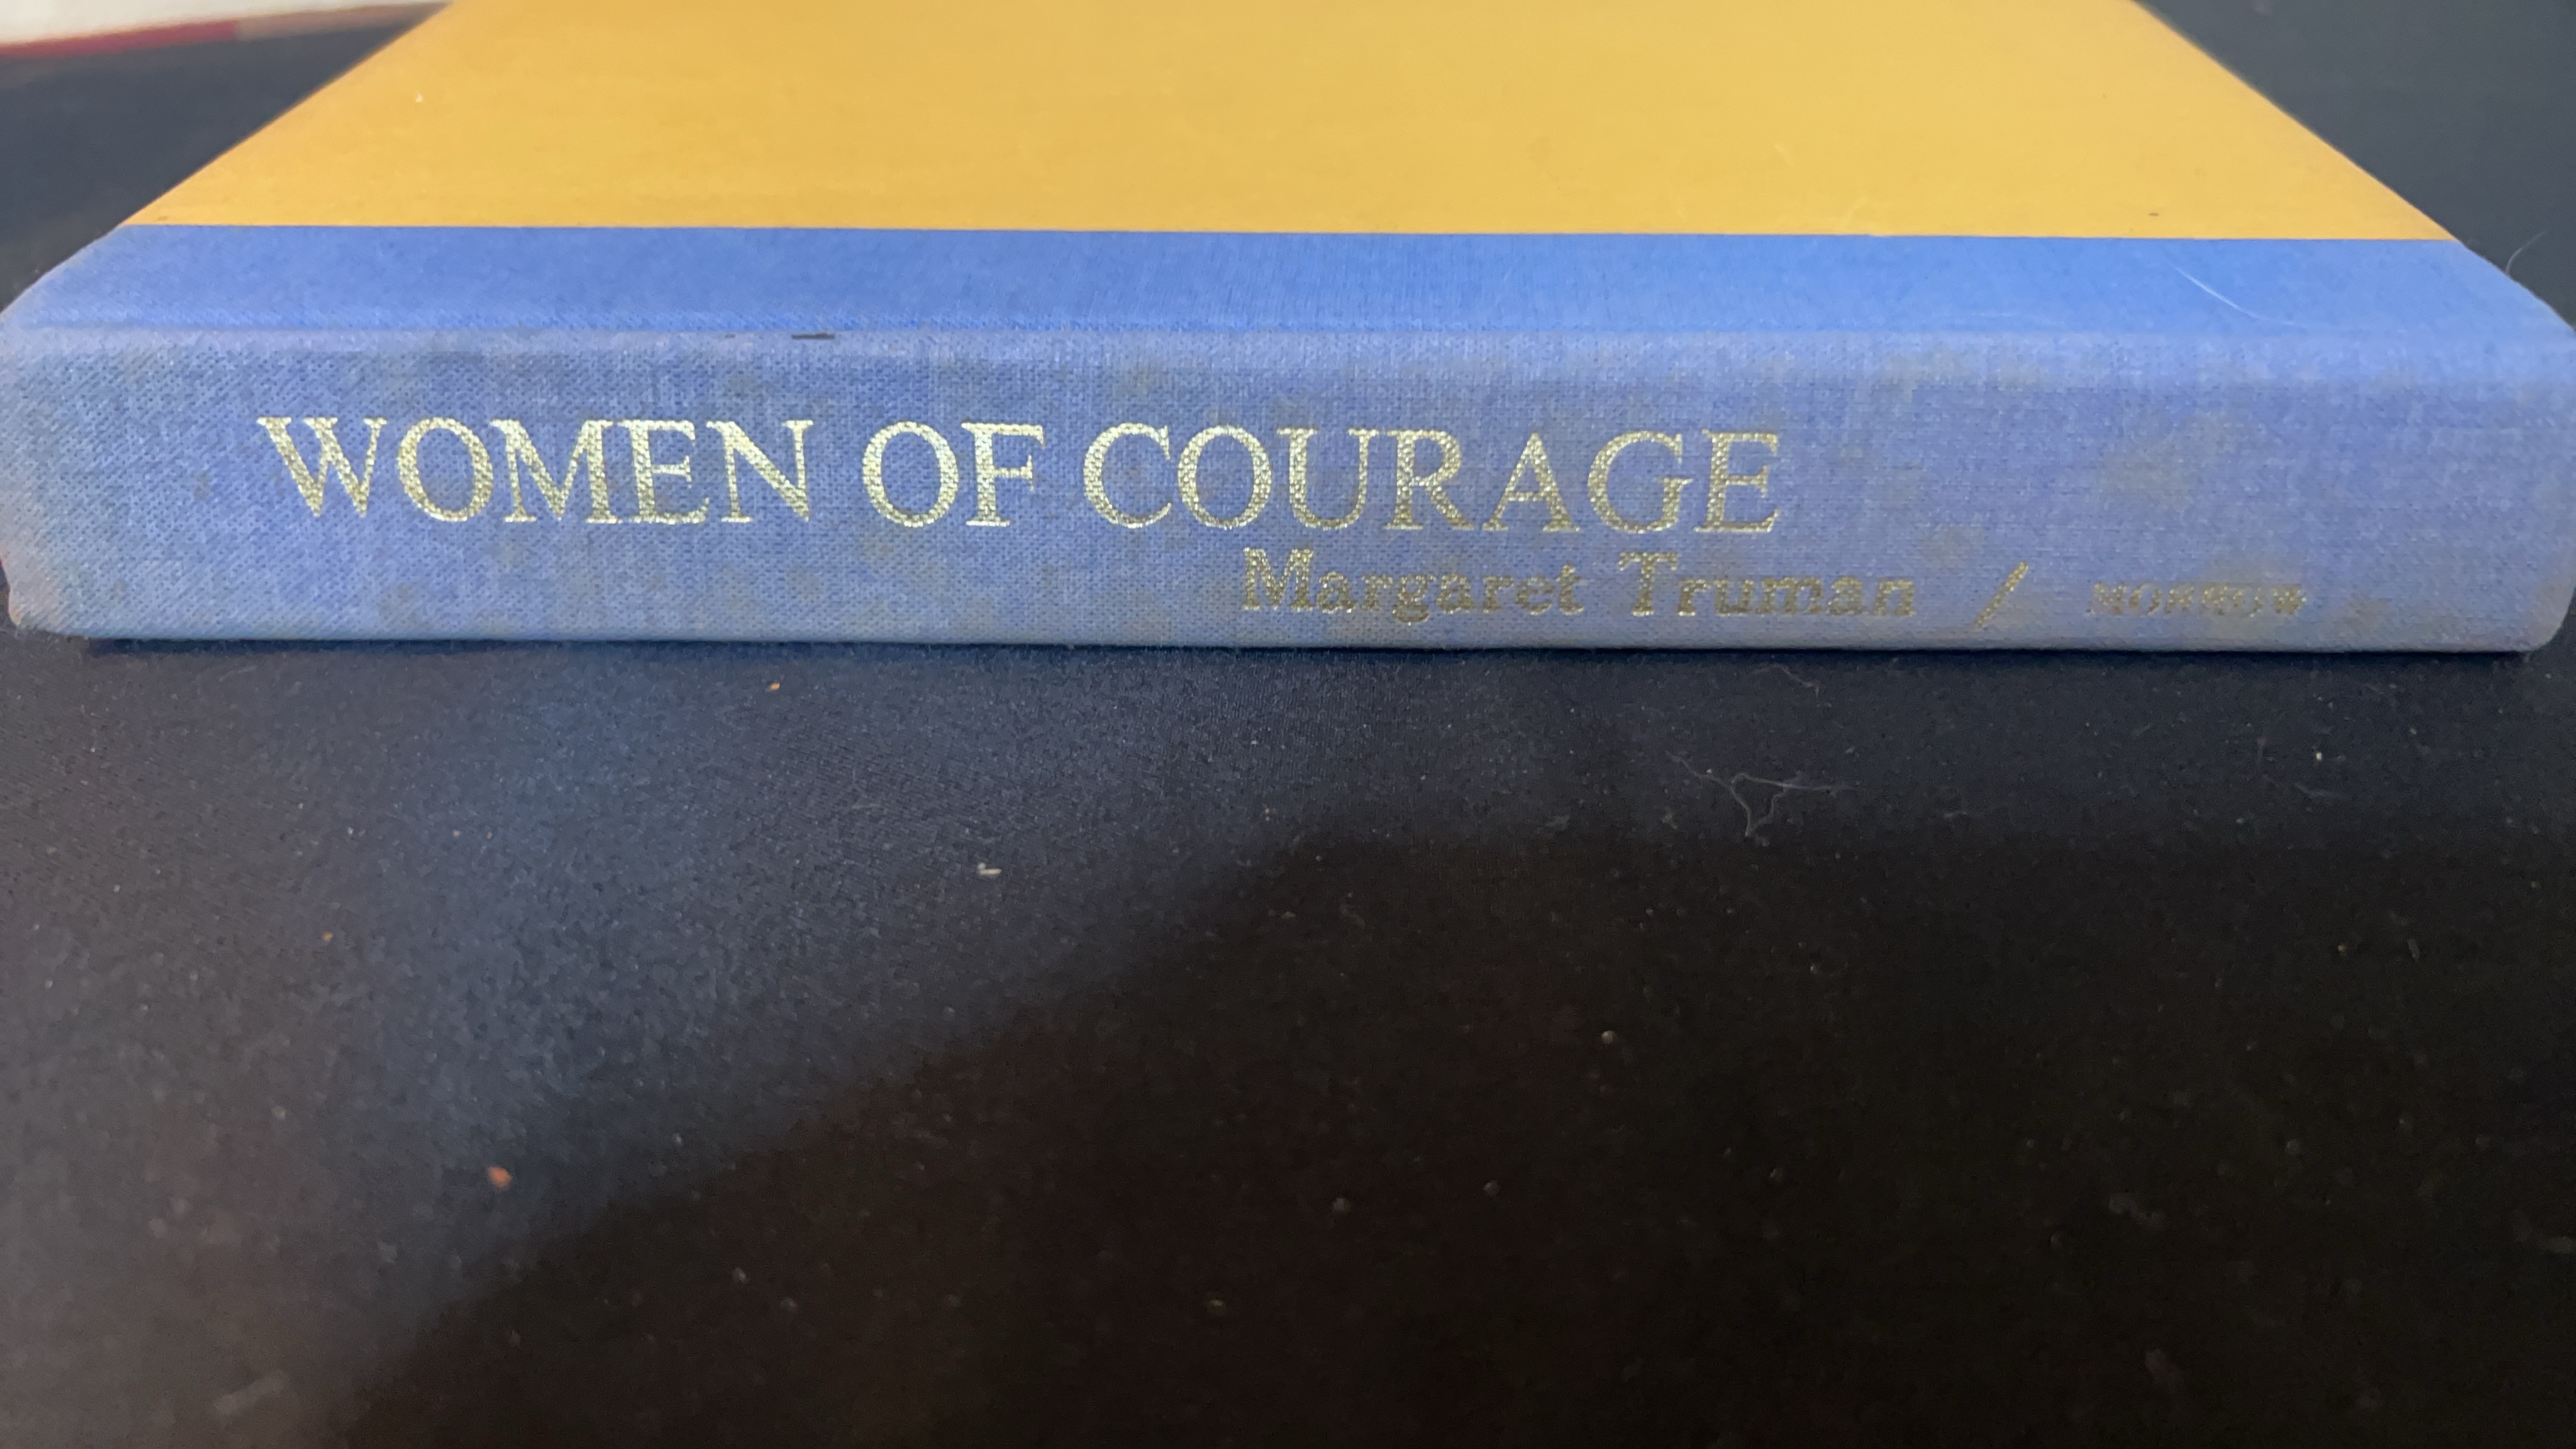 WOMEN OF COURAGE
Margaret Truman / MORROW